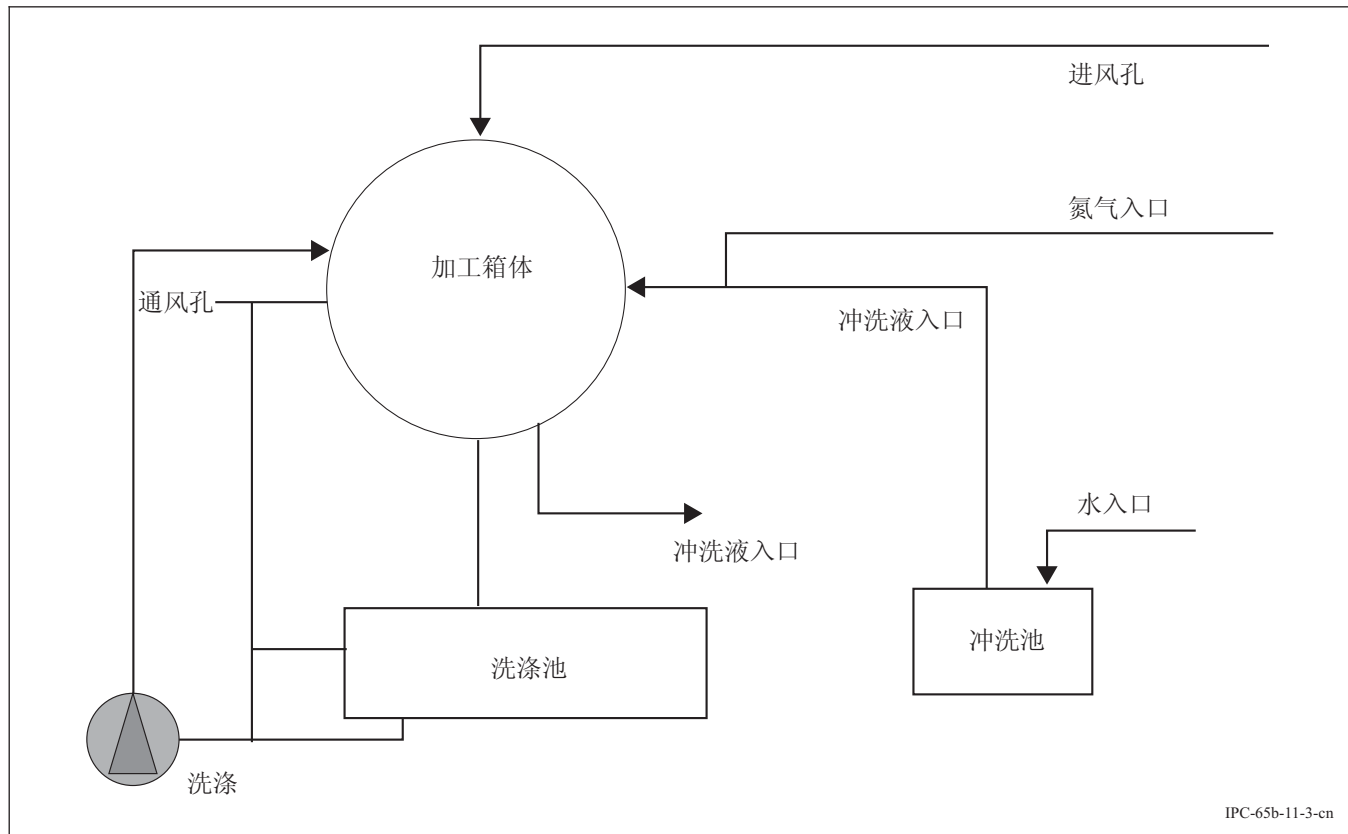 进风孔
氮气入口
加工箱体
通风孔
冲洗液入口
水入口
冲洗液入口
冲洗池
洗涤池
洗涤
IPC-65b-11-3-cn